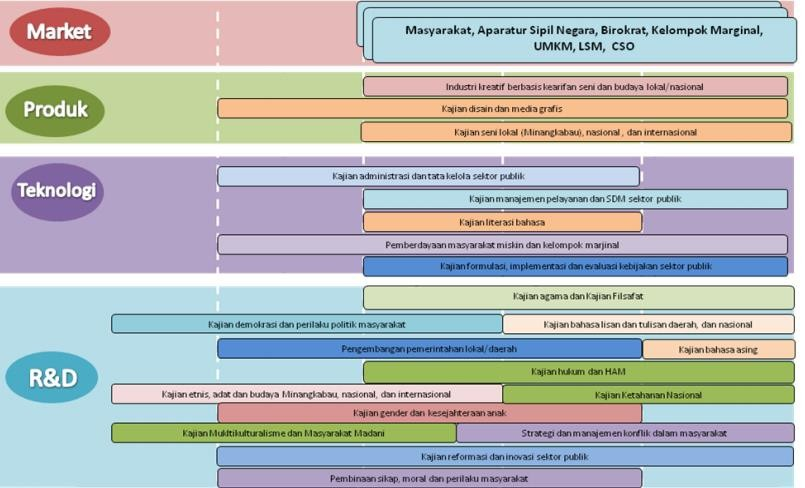 Market
Masyarakat, Aparatur Sipil Negara, Birokrat, Kelompok Marginal,
UMKM, LSM, CSO
Produk
Industri kreatif berbasis kearifan seni dan budaya lokal/nasional
Kajian disain dan media grafis
Kajian seni lokal (Minangkabau), nasional, dan internasional
Teknologi
Kajian administrasi dan tata kelola sektor publik
Kajian manajemen pelayanan dan SDM sektor publik
Kajian literasi bahasa
Pemberdayaan masyarakat miskin dan kelompok marjinal
Kajian formulasi, implementasi dan evaluasi kebijakan sektor publik
R&D
Kajian agama dan Kajian Filsafat
Kajian demokrasi dan perilaku politik masyarakat
Kajian bahasa lisan dan tulisan daerah, dan nasional
Pengembangan pemerintahan lokal/daerah
Kajian bahasa asing
Kajian hukum dan HAM
Kajian etnis, adat dan budaya Minangkabau, nasional, dan internasional
Kajian Ketahanan Nasional
Kajian gender dan kesejahteraan anak
Kajian Mukltikulturalisme dan Masyarakat Madani
Strategi dan manajemen konflik dalam masyarakat
Kajian reformasi dan inovasi sektor publik
Pembinaan sikap, moral dan perilaku masyarakat